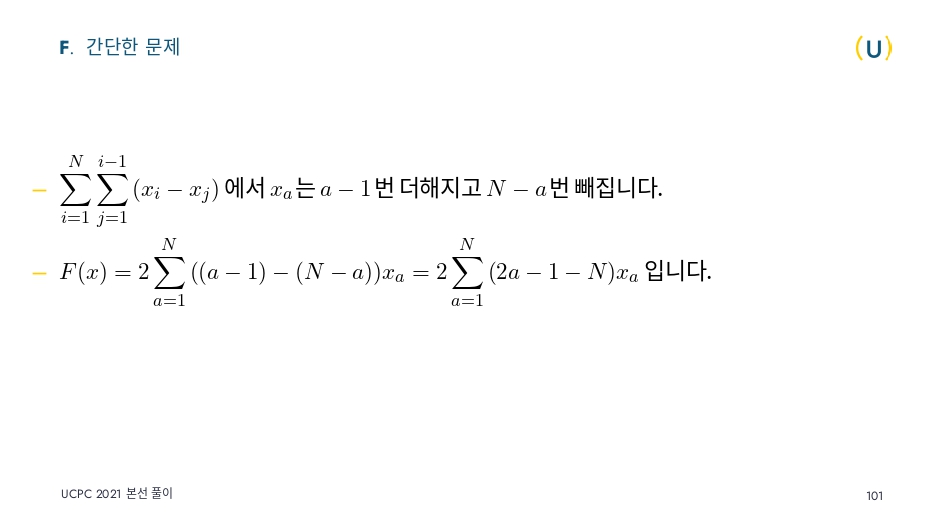 F. 간단한 문제
(U)
– $\sum_{i=1}^{N} \sum_{j=1}^{i-1} (x_i - x_j)$ 에서 $x_a$는 $a - 1$번 더해지고 $N - a$번 빼집니다.
– $F(x) = 2 \sum_{a=1}^{N} ((a - 1) - (N - a))x_a = 2 \sum_{a=1}^{N} (2a - 1 - N)x_a$ 입니다.
UCPC 2021 본선 풀이
101